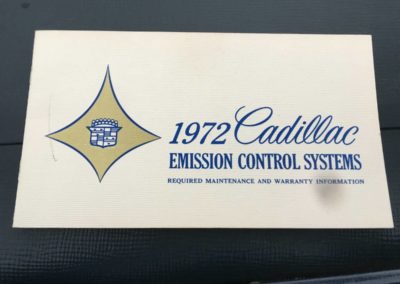 1972 Cadillac
EMISSION CONTROL SYSTEMS
REQUIRED MAINTENANCE AND WARRANTY INFORMATION